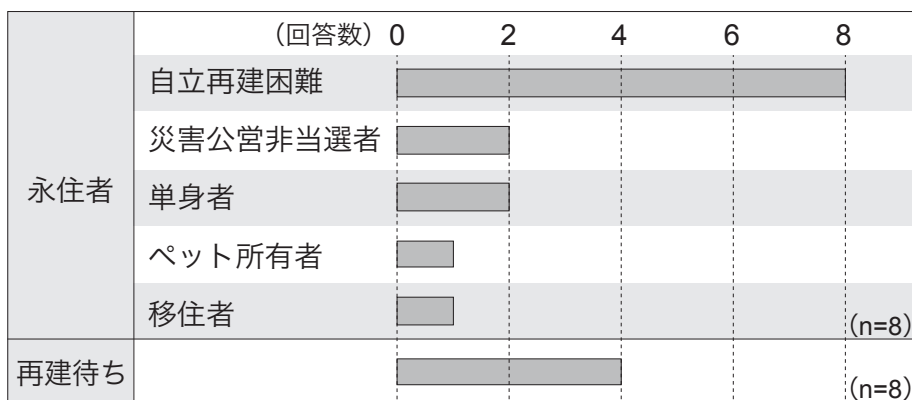 （回答数） 0 2 4 6 8
永住者
自立再建困難
災害公営非当選者
単身者
ペット所有者
移住者
（n=8）
再建待ち
（n=8）